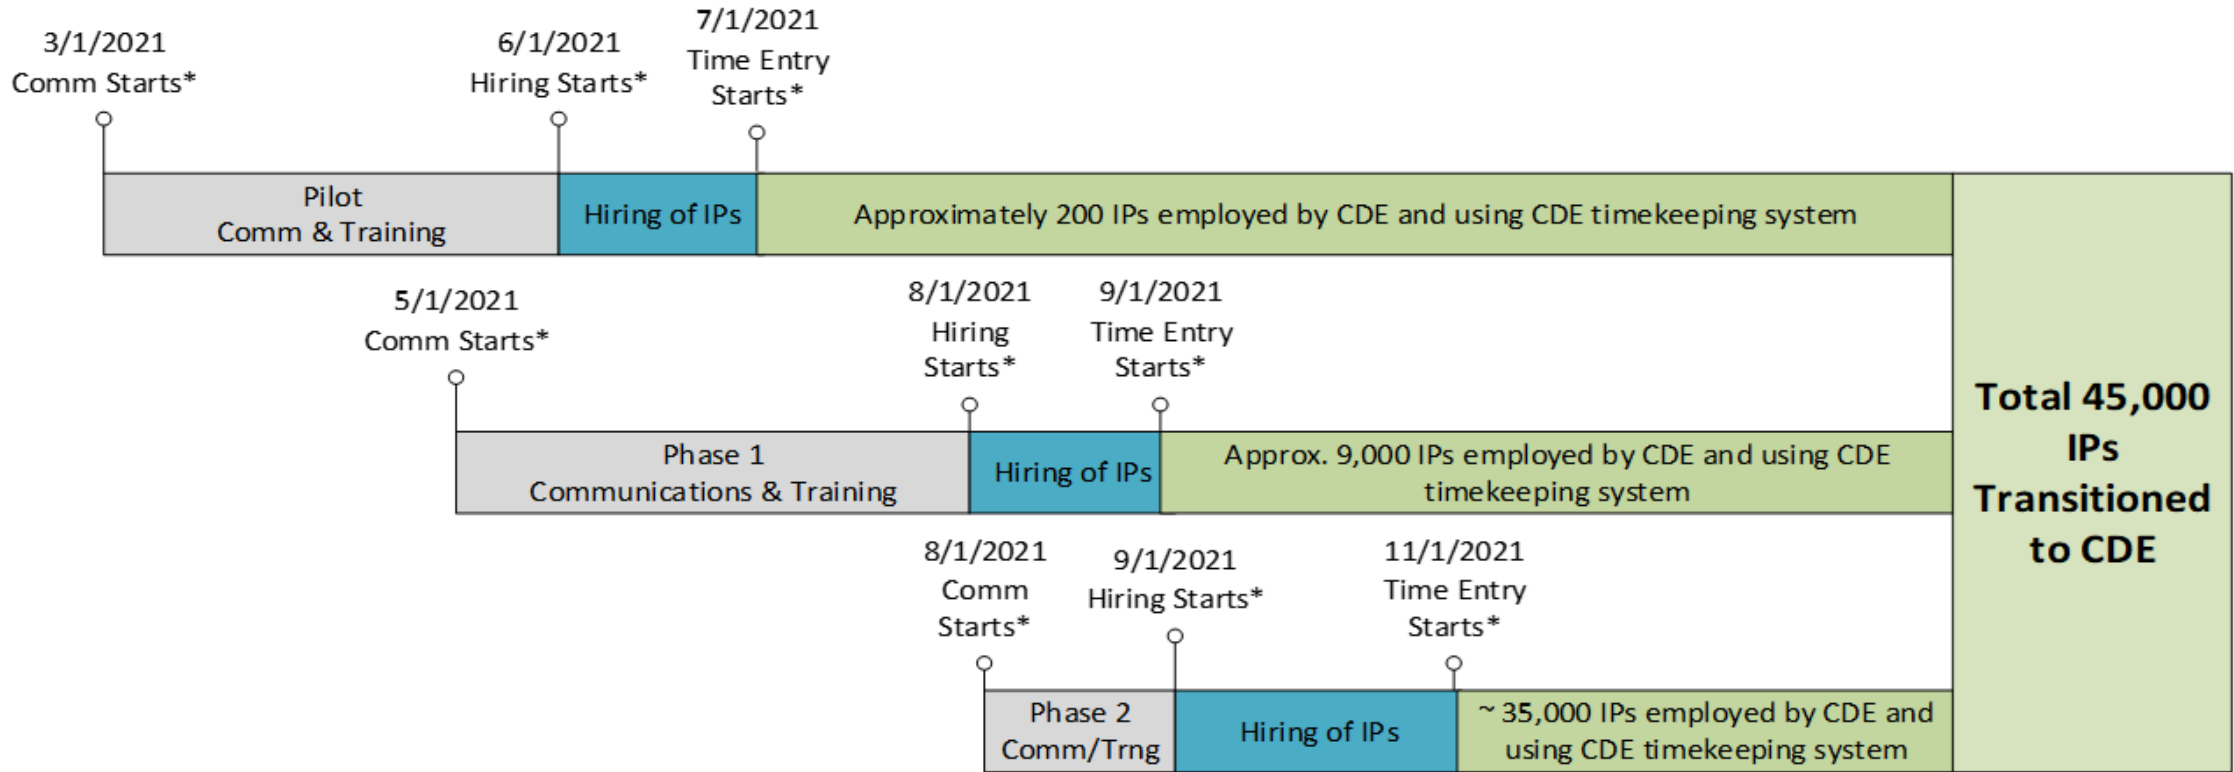 3/1/2021
Comm Starts*
6/1/2021
Hiring Starts*
7/1/2021
Time Entry
Starts*
Pilot
Comm & Training
Hiring of IPs
Approximately 200 IPs employed by CDE and using CDE timekeeping system
5/1/2021
Comm Starts*
8/1/2021
Hiring
Starts*
9/1/2021
Time Entry
Starts*
Phase 1
Communications & Training
Hiring of IPs
Approx. 9,000 IPs employed by CDE and using CDE
timekeeping system
8/1/2021
Comm
Starts*
9/1/2021
Hiring Starts*
11/1/2021
Time Entry
Starts*
Phase 2
Comm/Trng
Hiring of IPs
~ 35,000 IPs employed by CDE and
using CDE timekeeping system
Total 45,000
IPs
Transitioned
to CDE